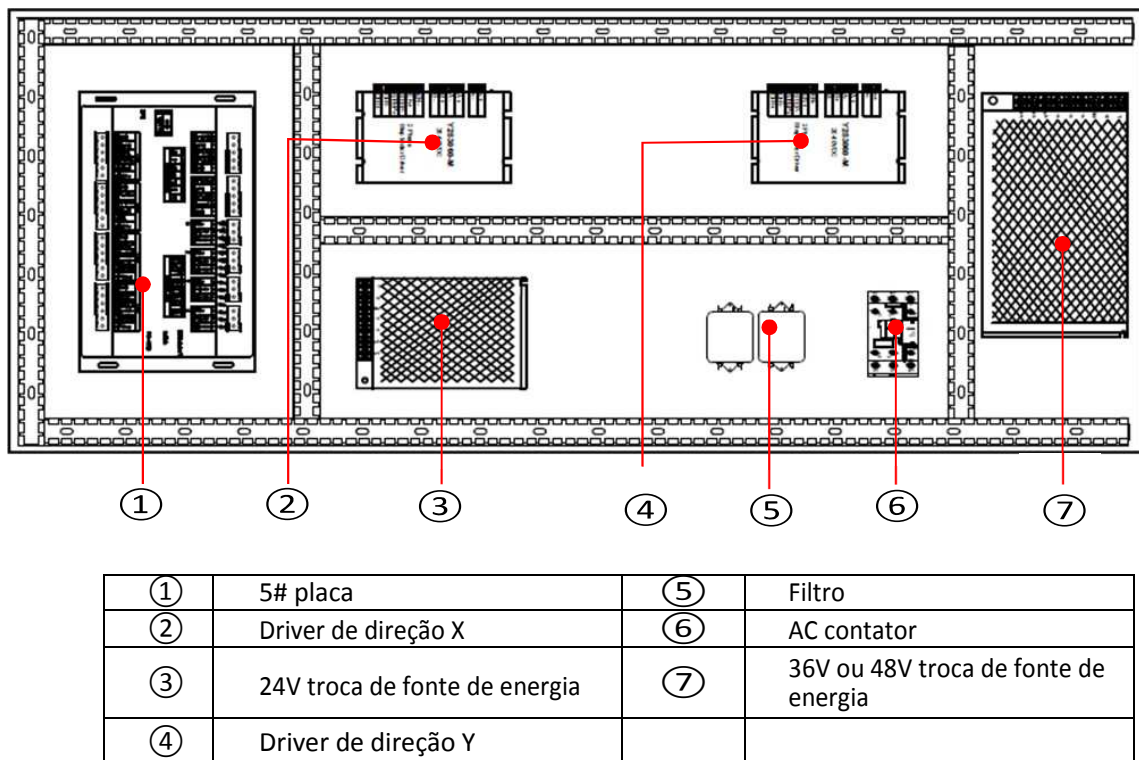 ① ② ③ ④ ⑤ ⑥ ⑦
① 5# placa ⑤ Filtro
② Driver de direção X ⑥ AC contator
③ 24V troca de fonte de energia ⑦ 36V ou 48V troca de fonte de
energia
④ Driver de direção Y